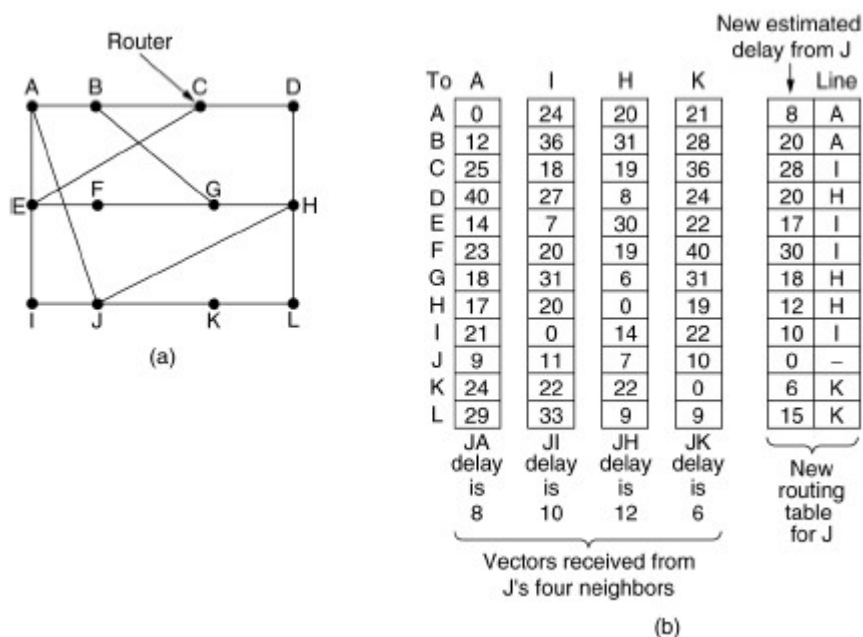 Router
A B C D
E F G H
I J K L
(a)
New estimated
delay from J
To A I H K Line
A 0 24 20 21 8 A
B 12 36 31 28 20 A
C 25 18 19 36 28 I
D 40 27 8 24 20 H
E 14 7 30 22 17 I
F 23 20 19 40 30 I
G 18 31 6 31 18 H
H 17 20 0 19 12 H
I 21 0 14 22 10 I
J 9 11 7 10 0 –
K 24 22 22 0 6 K
L 29 33 9 9 15 K
JA JI JH JK
delay delay delay delay
is is is is
8 10 12 6
New
routing
table
for J
Vectors received from
J's four neighbors
(b)